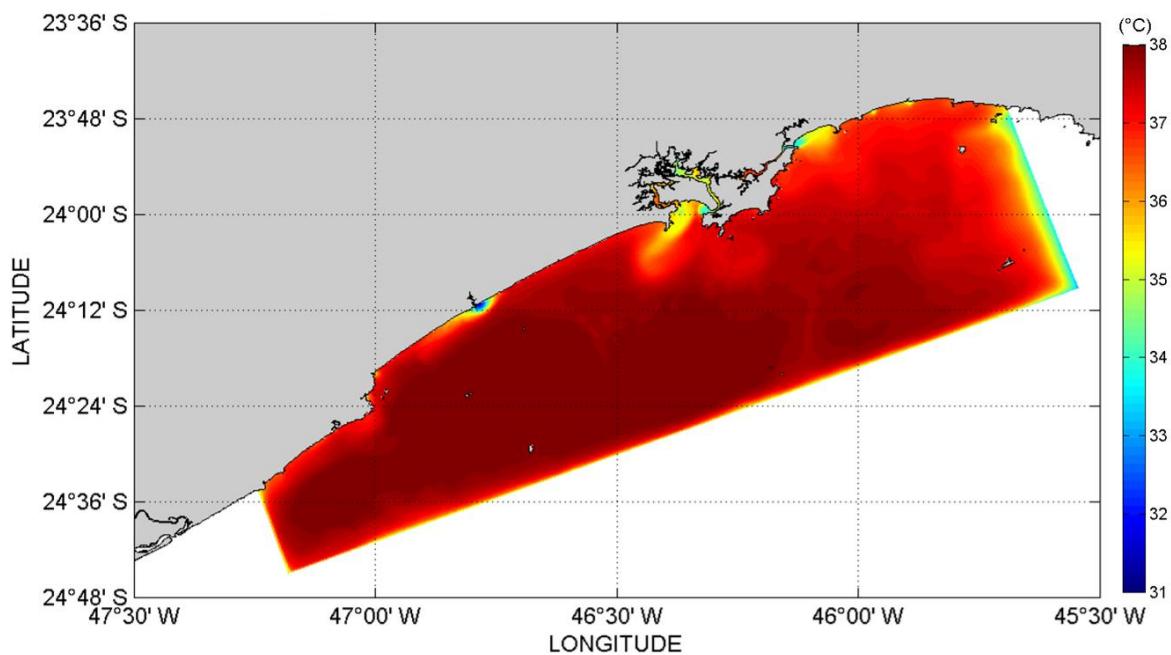 (°C)
23°36' S
23°48' S
24°00' S
24°12' S
24°24' S
24°36' S
24°48' S
LATITUDE
47°30' W 47°00' W 46°30' W 46°00' W 45°30' W
LONGITUDE
38
37
36
35
34
33
32
31